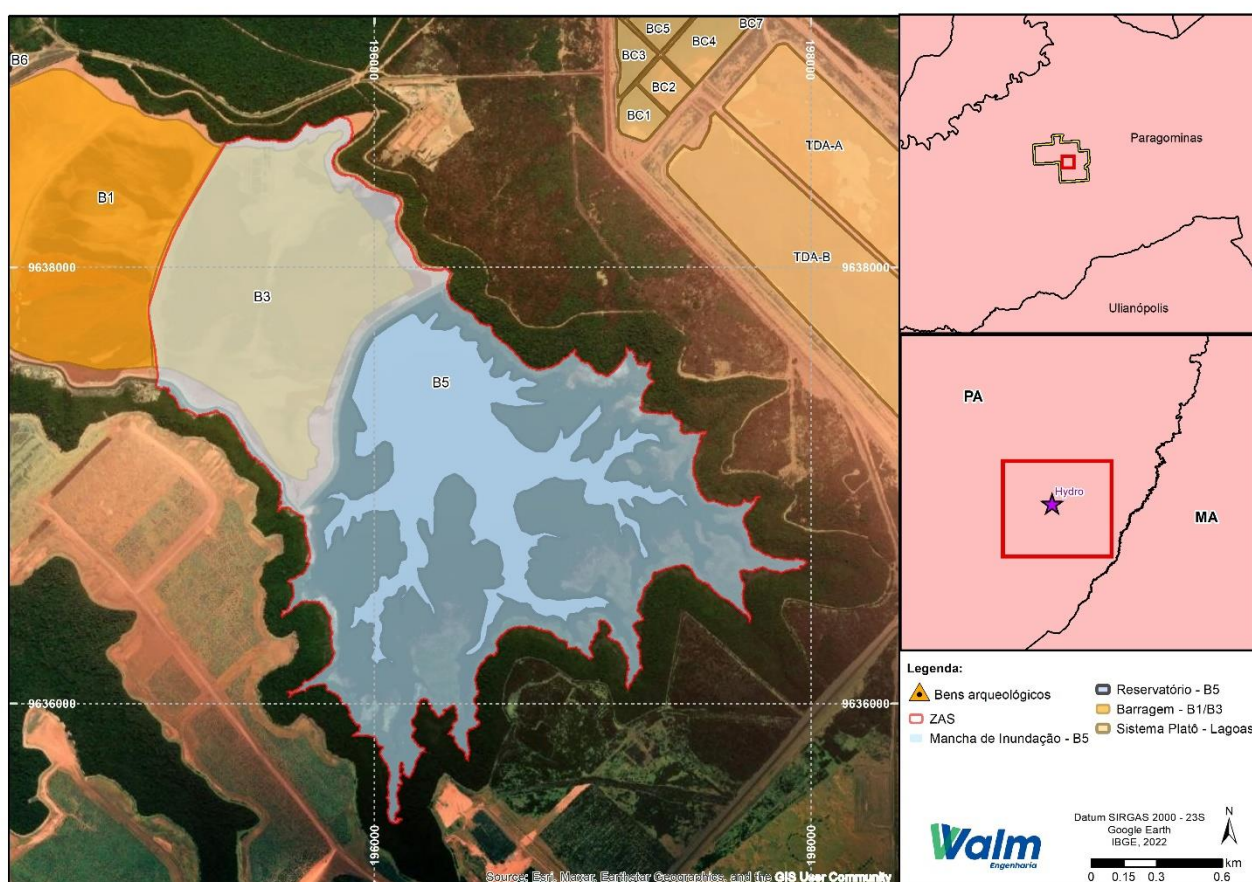 B6
BC5
BC7
BC3
BC4
BC2
BC1
B1
TDA-A
B3
TDA-B
B5
196000
198000
9638000
9638000
9636000
9636000
196000
198000
Source: Esri, Maxar, Earthstar Geographics, and the GIS User Community
Paragominas
Ulianópolis
PA
Hydro
MA
Legenda:
Bens arqueológicos
ZAS
Mancha de Inundação - B5
Reservatório - B5
Barragem - B1/B3
Sistema Platô - Lagoas
Walm
Engenharia
Datum SIRGAS 2000 - 23S
Google Earth
IBGE, 2022
N
km
0 0.15 0.3 0.6